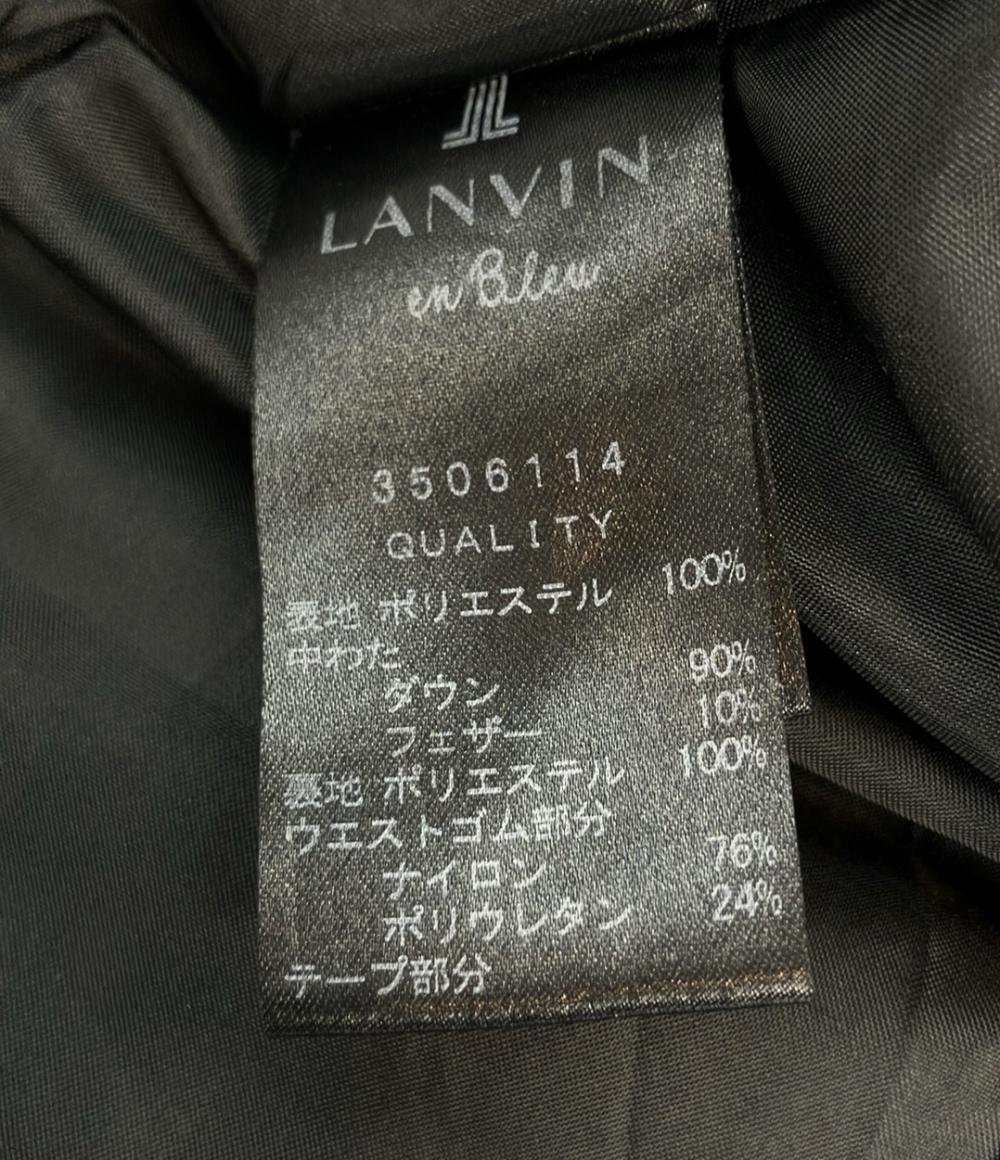 LANVIN
en Bleu
3506114
QUALITY
表地 ポリエステル 100%
中わた
ダウン 90%
フェザー 10%
裏地 ポリエステル 100%
ウエストゴム部分
ナイロン 76%
ポリウレタン 24%
テープ部分